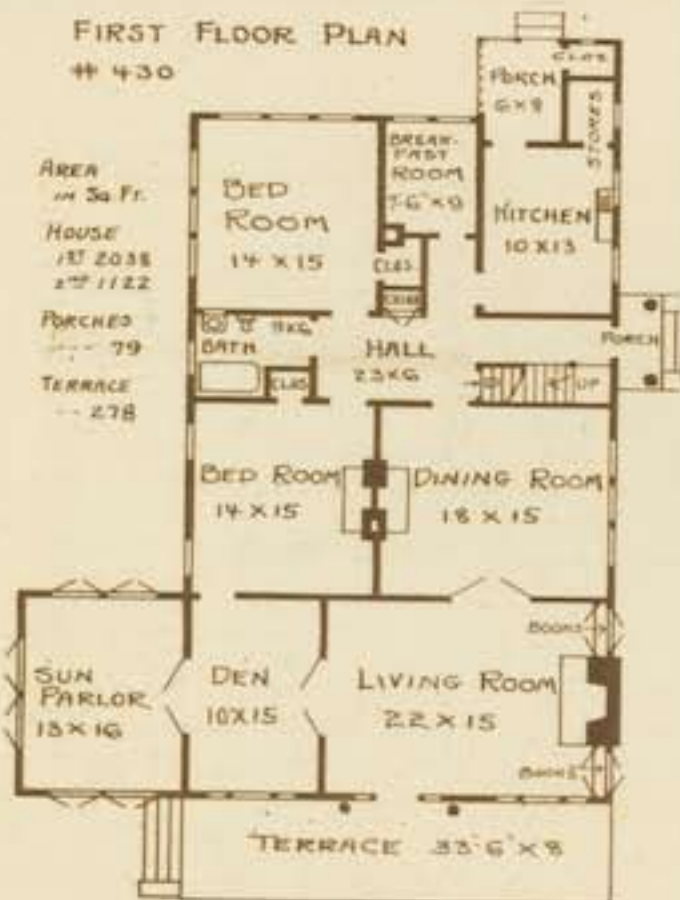 FIRST FLOOR PLAN
# 430
AREA
IN SQ FT.
HOUSE
1ST 2038
2ND 1122
PORCHES
79
TERRACE
278
CLOS
PORCH
6 X 9
STORES
BREAK-
FAST
ROOM
7-6" X 9
KITCHEN
10 X 13
BED
ROOM
14 X 15
CLOS
BATH
CLOS
HALL
23 X 6
UP
PORCH
BED ROOM
14 X 15
DINING ROOM
18 X 15
BOOKS
SUN
PARLOR
13 X 16
DEN
10 X 15
LIVING ROOM
22 X 15
BOOKS
TERRACE 33'6" X 8